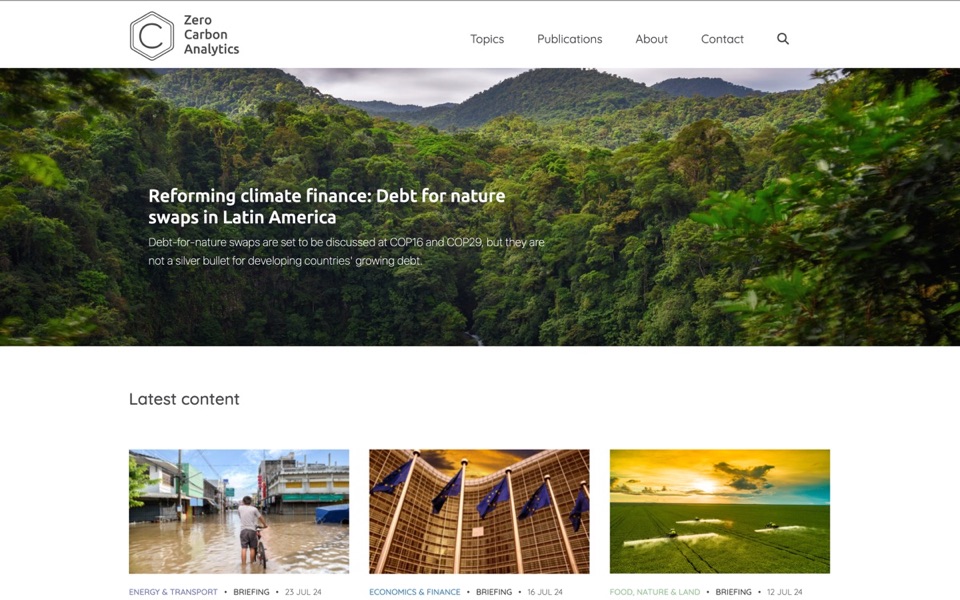 Zero
Carbon
Analytics
Topics Publications About Contact
Reforming climate finance: Debt for nature
swaps in Latin America
Debt-for-nature swaps are set to be discussed at COP16 and COP29, but they are
not a silver bullet for developing countries' growing debt.
Latest content
ENERGY & TRANSPORT • BRIEFING • 23 JUL 24
ECONOMICS & FINANCE • BRIEFING • 16 JUL 24
FOOD, NATURE & LAND • BRIEFING • 12 JUL 24